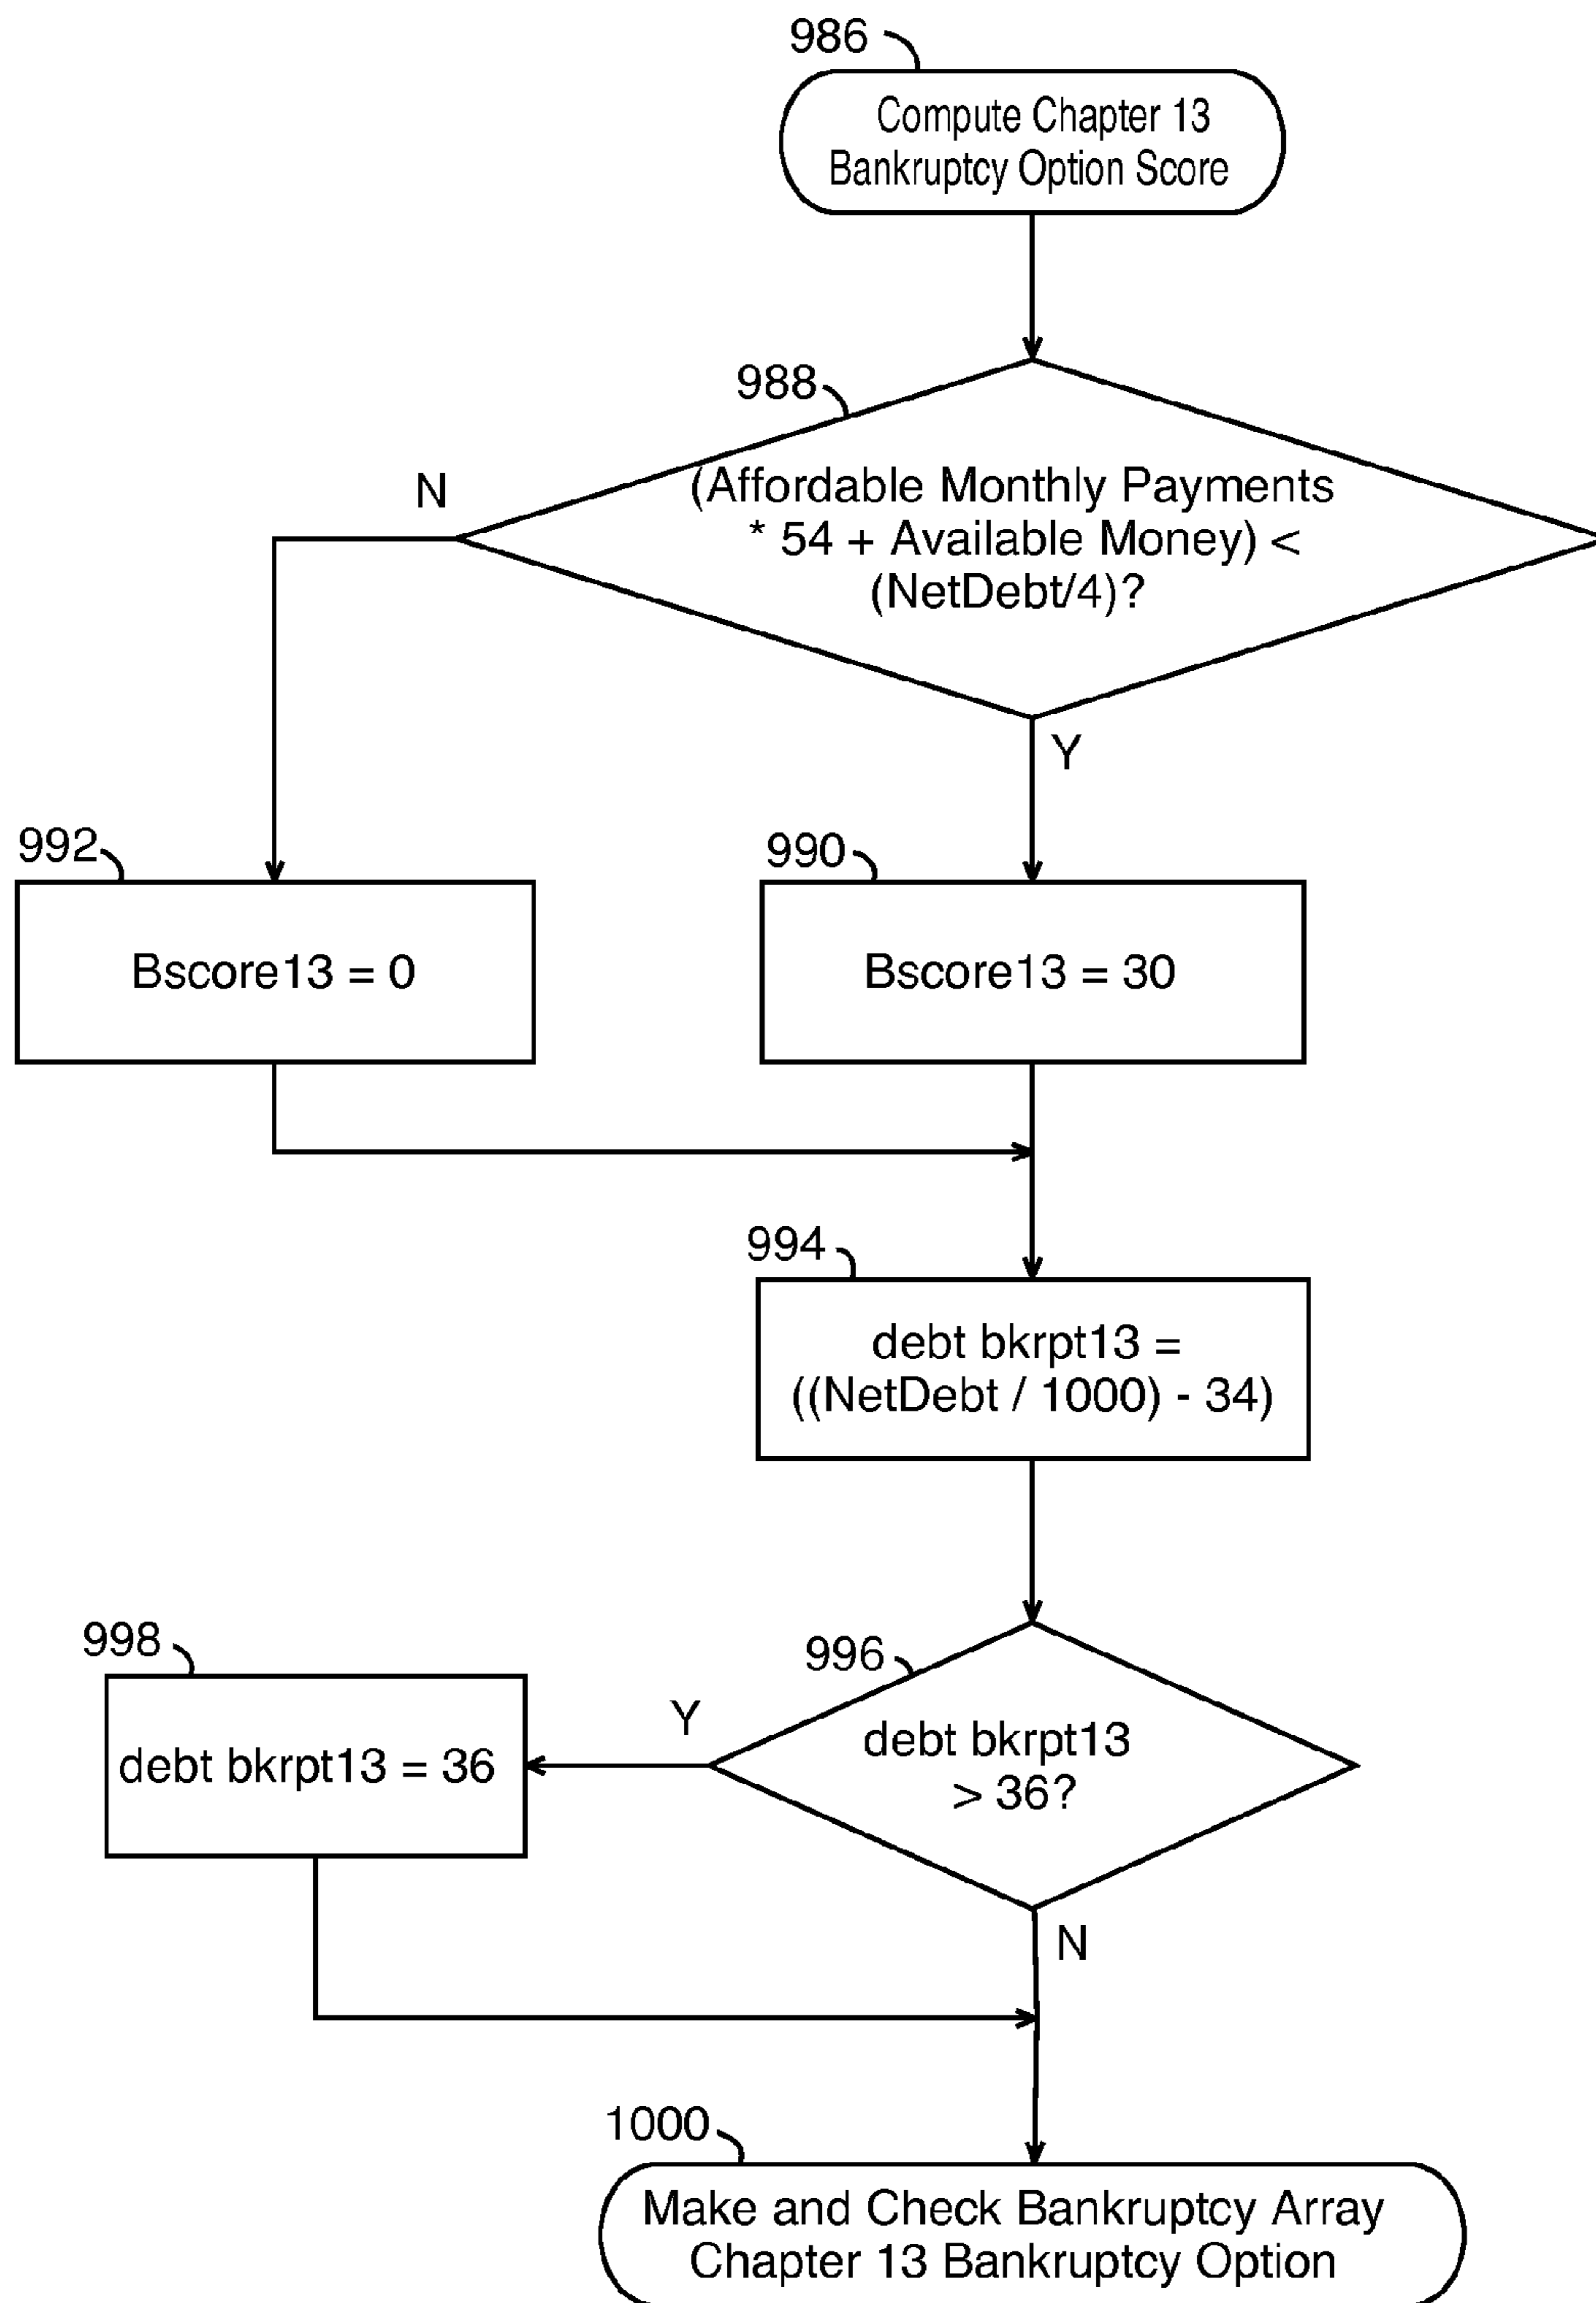 986
Compute Chapter 13
Bankruptcy Option Score
988
(Affordable Monthly Payments
* 54 + Available Money) <
(NetDebt/4)?
N
Y
992
Bscore13 = 0
990
Bscore13 = 30
994
debt bkrpt13 =
((NetDebt / 1000) - 34)
996
debt bkrpt13
> 36?
Y
998
debt bkrpt13 = 36
N
1000
Make and Check Bankruptcy Array
Chapter 13 Bankruptcy Option